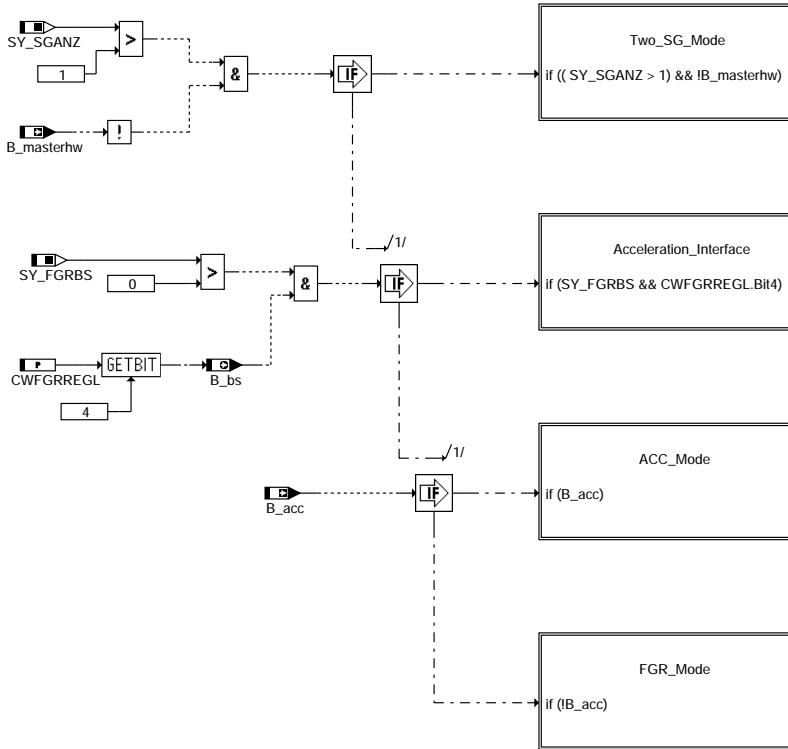 SY_SGANZ
>
1
&
IF
Two_SG_Mode
if (( SY_SGANZ > 1) && !B_masterhw)
B_masterhw
!
/1/
SY_FGRBS
>
0
&
IF
Acceleration_Interface
if (SY_FGRBS && CWFGRREGL.Bit4)
P
CWFGRREGL
GETBIT
B_bs
4
/1/
B_acc
IF
ACC_Mode
if (B_acc)
FGR_Mode
if (!B_acc)